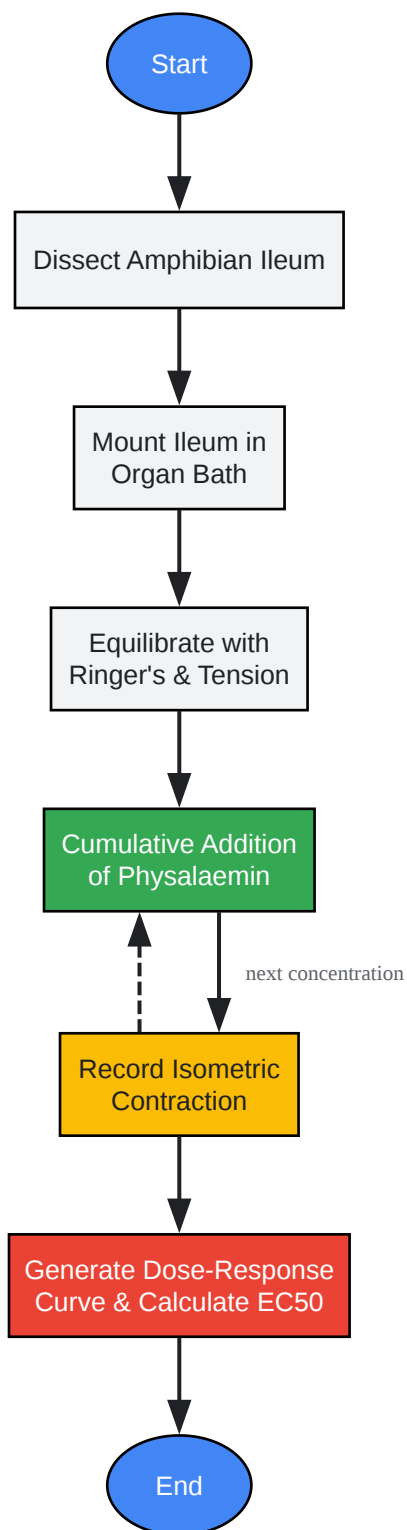 Start
Dissect Amphibian Ileum
Mount Ileum in
Organ Bath
Equilibrate with
Ringer's & Tension
Cumulative Addition
of Physalaemin
next concentration
Record Isometric
Contraction
Generate Dose-Response
Curve & Calculate EC50
End